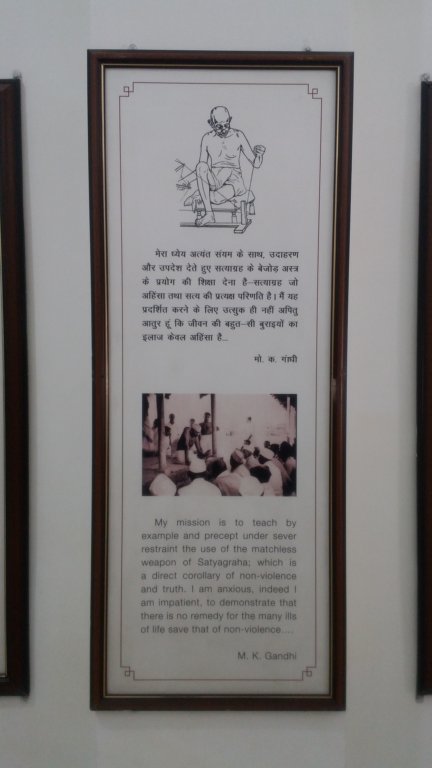 मेरा ध्येय अत्यंत संयम के साथ, उदाहरण
और उपदेश देते हुए सत्याग्रह के बेजोड़ अस्त्र
के प्रयोग की शिक्षा देना है–सत्याग्रह जो
अहिंसा तथा सत्य की प्रत्यक्ष परिणति है। मैं यह
प्रदर्शित करने के लिए उत्सुक ही नहीं अपितु
आतुर हूं कि जीवन की बहुत–सी बुराइयों का
इलाज केवल अहिंसा है...
मो. क. गांधी
My mission is to teach by
example and precept under sever
restraint the use of the matchless
weapon of Satyagraha; which is
a direct corollary of non-violence
and truth. I am anxious, indeed I
am impatient, to demonstrate that
there is no remedy for the many ills
of life save that of non-violence....
M. K. Gandhi